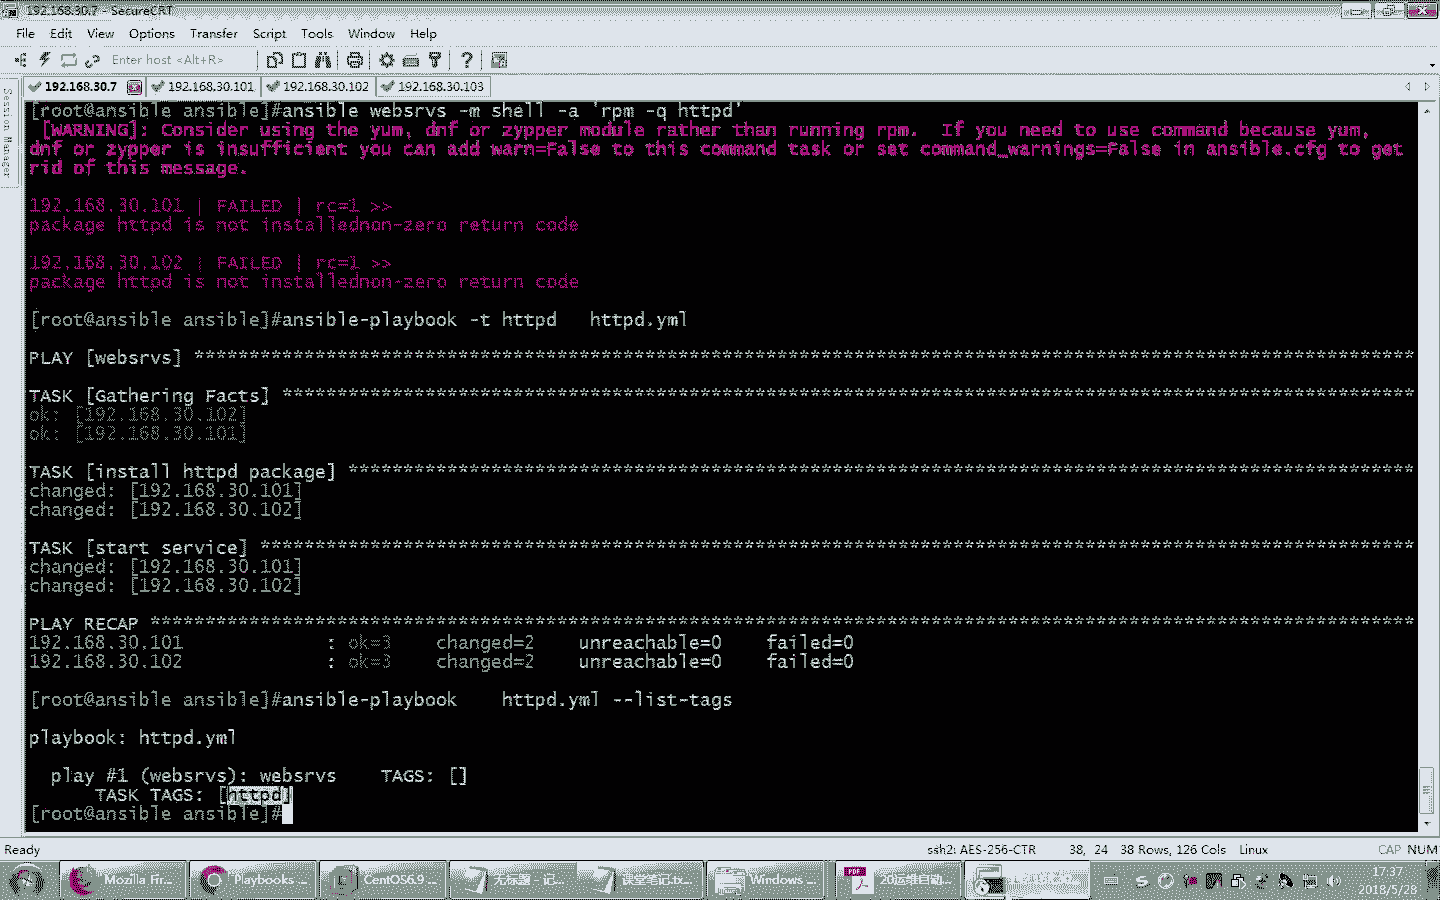 192.168.30.7 - SecureCRT
File Edit View Options Transfer Script Tools Window Help
Enter host <Alt+R>
Session Manager
192.168.30.7 192.168.30.101 192.168.30.102 192.168.30.103
[root@ansible ansible]#ansible websrvs -m shell -a 'rpm -q httpd'
[WARNING]: Consider using the yum, dnf or zypper module rather than running rpm. If you need to use command because yum,
dnf or zypper is insufficient you can add warn=False to this command task or set command_warnings=False in ansible.cfg to get
rid of this message.
192.168.30.101 | FAILED | rc=1 >>
package httpd is not installednon-zero return code
192.168.30.102 | FAILED | rc=1 >>
package httpd is not installednon-zero return code
[root@ansible ansible]#ansible-playbook -t httpd httpd.yml
PLAY [websrvs] ***************************************************************************************************************
TASK [Gathering Facts] *******************************************************************************************************
ok: [192.168.30.102]
ok: [192.168.30.101]
TASK [install httpd package] *************************************************************************************************
changed: [192.168.30.101]
changed: [192.168.30.102]
TASK [start service] *********************************************************************************************************
changed: [192.168.30.101]
changed: [192.168.30.102]
PLAY RECAP *******************************************************************************************************************
192.168.30.101 : ok=3 changed=2 unreachable=0 failed=0
192.168.30.102 : ok=3 changed=2 unreachable=0 failed=0
[root@ansible ansible]#ansible-playbook httpd.yml --list-tags
playbook: httpd.yml
play #1 (websrvs): websrvs TAGS: []
TASK TAGS: [httpd]
[root@ansible ansible]#
Ready ssh2: AES-256-CTR 38, 24 38 Rows, 126 Cols Linux CAP NUM
Mozilla Fir... Playbooks ... CentOS6.9 ... 无标题 - 记... 课堂笔记.tx... Windows ... 20运维自动...
17:37
2018/5/28